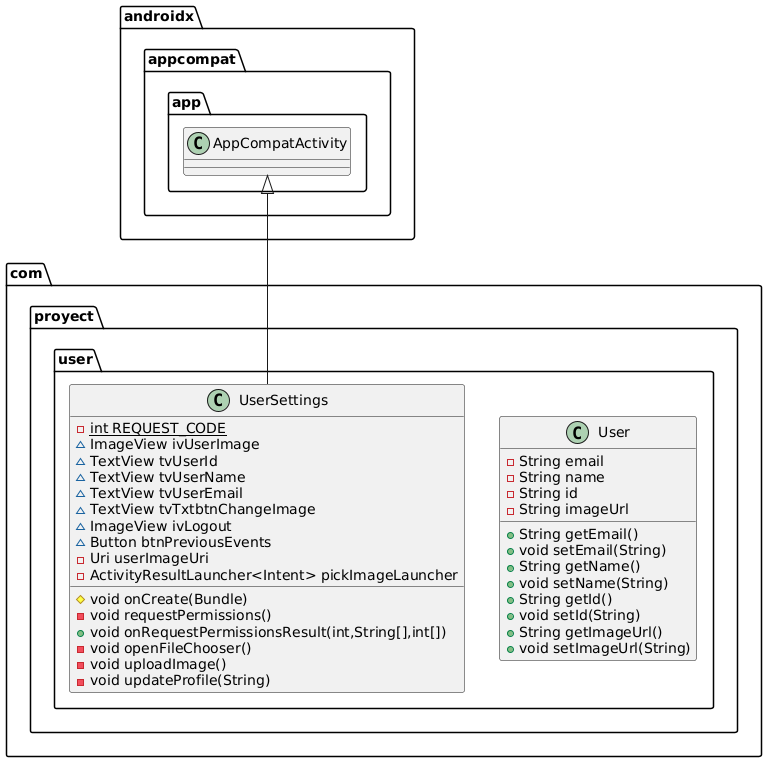 androidx
appcompat
app
C AppCompatActivity
com
proyect
user
C UserSettings
int REQUEST_CODE
ImageView ivUserImage
TextView tvUserId
TextView tvUserName
TextView tvUserEmail
TextView tvTxtbtnChangeImage
ImageView ivLogout
Button btnPreviousEvents
Uri userImageUri
ActivityResultLauncher<Intent> pickImageLauncher
void onCreate(Bundle)
void requestPermissions()
void onRequestPermissionsResult(int,String[],int[])
void openFileChooser()
void uploadImage()
void updateProfile(String)
C User
String email
String name
String id
String imageUrl
String getEmail()
void setEmail(String)
String getName()
void setName(String)
String getId()
void setId(String)
String getImageUrl()
void setImageUrl(String)